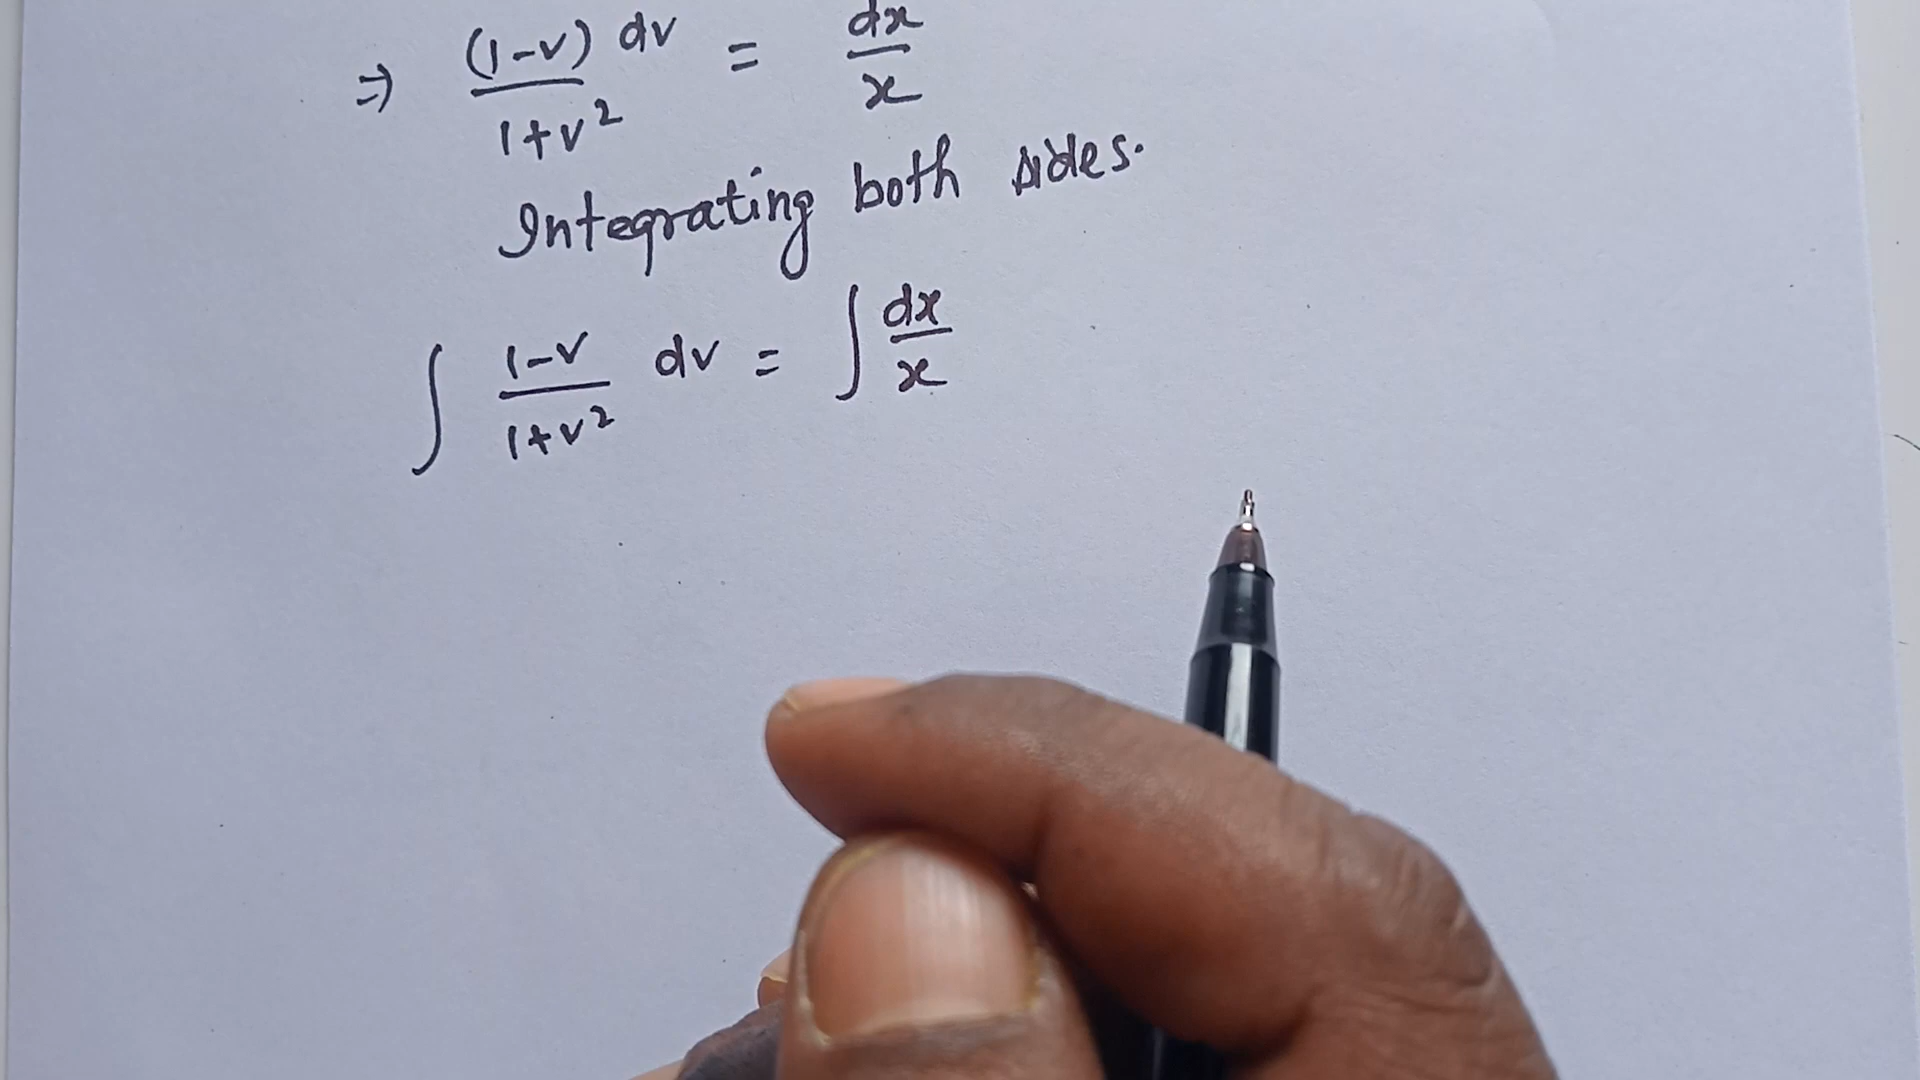 ⇒ (1-v) dv / 1+v² = dx / x
Integrating both sides.
∫ 1-v / 1+v² dv = ∫ dx / x